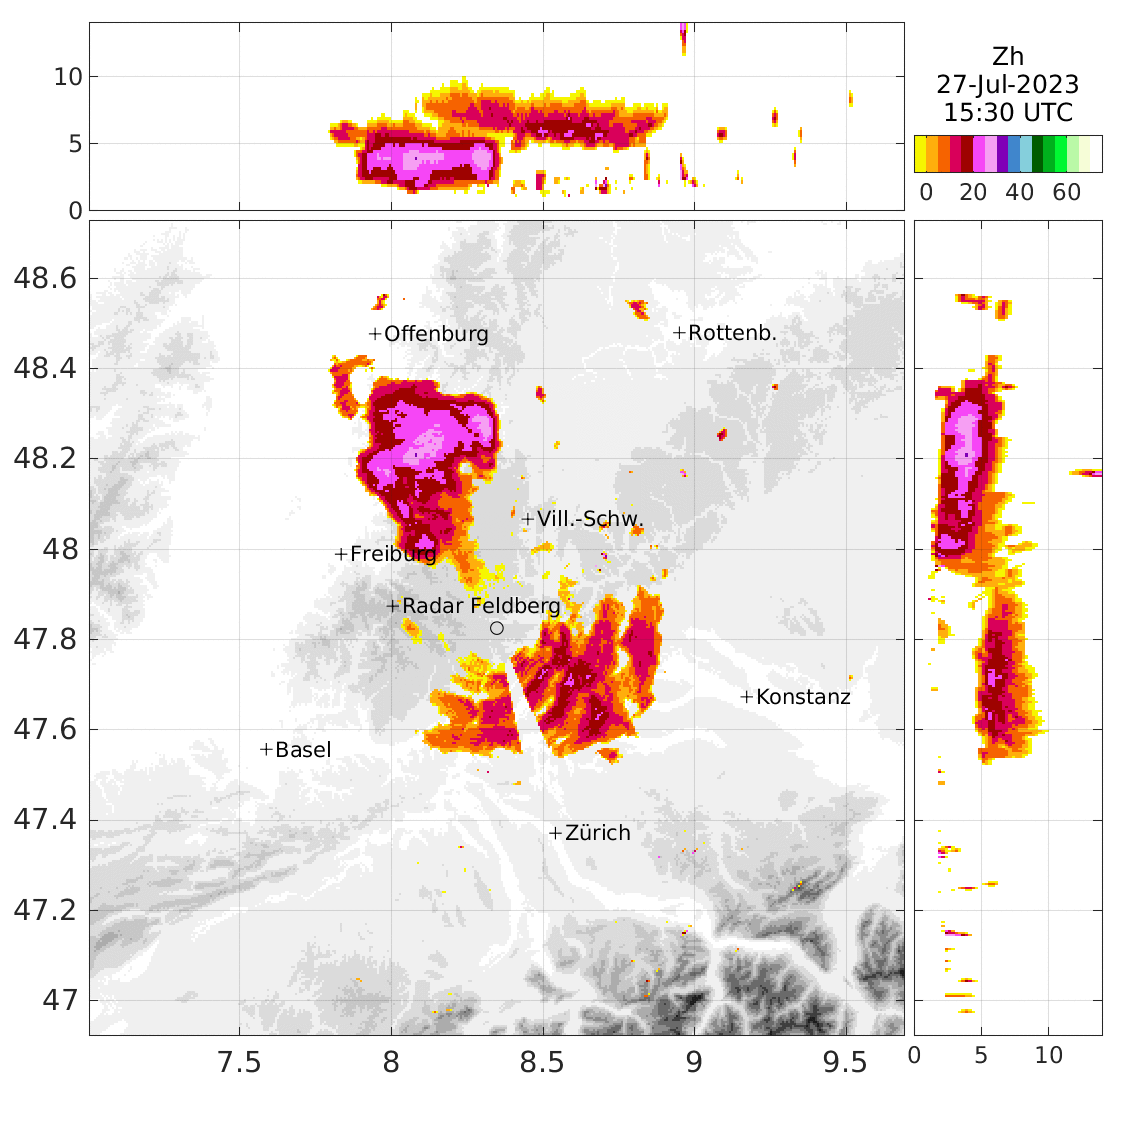 10
5
0
Zh
27-Jul-2023
15:30 UTC
0 20 40 60
48.6
48.4
48.2
48
47.8
47.6
47.4
47.2
47
Offenburg
Rottenb.
Vill.-Schw.
Freiburg
Radar Feldberg
Konstanz
Basel
Zürich
7.5 8 8.5 9 9.5
0 5 10